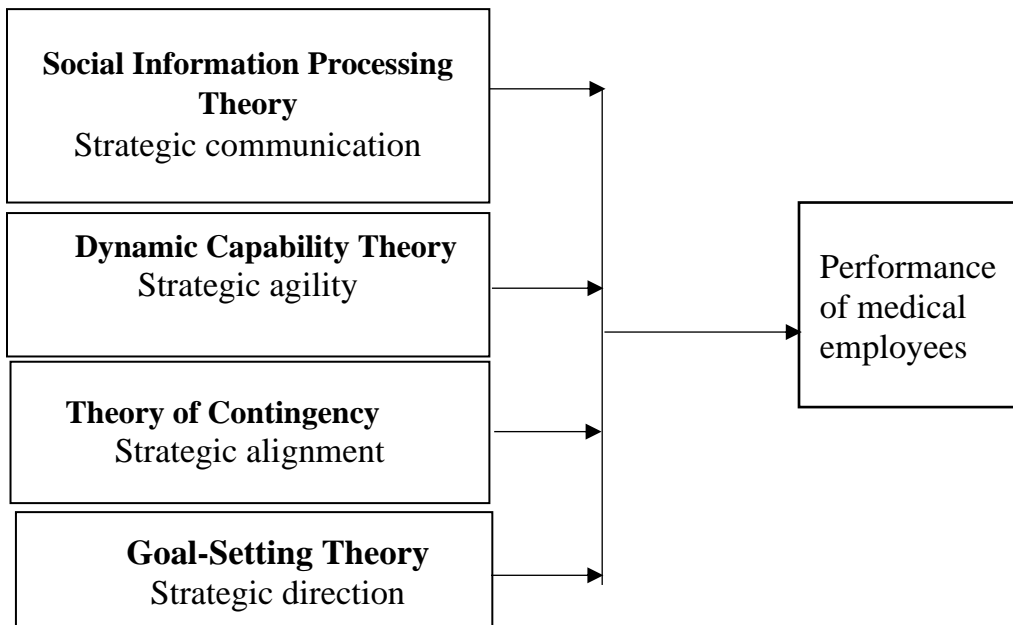 Social Information Processing
Theory
Strategic communication
Dynamic Capability Theory
Strategic agility
Theory of Contingency
Strategic alignment
Goal-Setting Theory
Strategic direction
Performance
of medical
employees